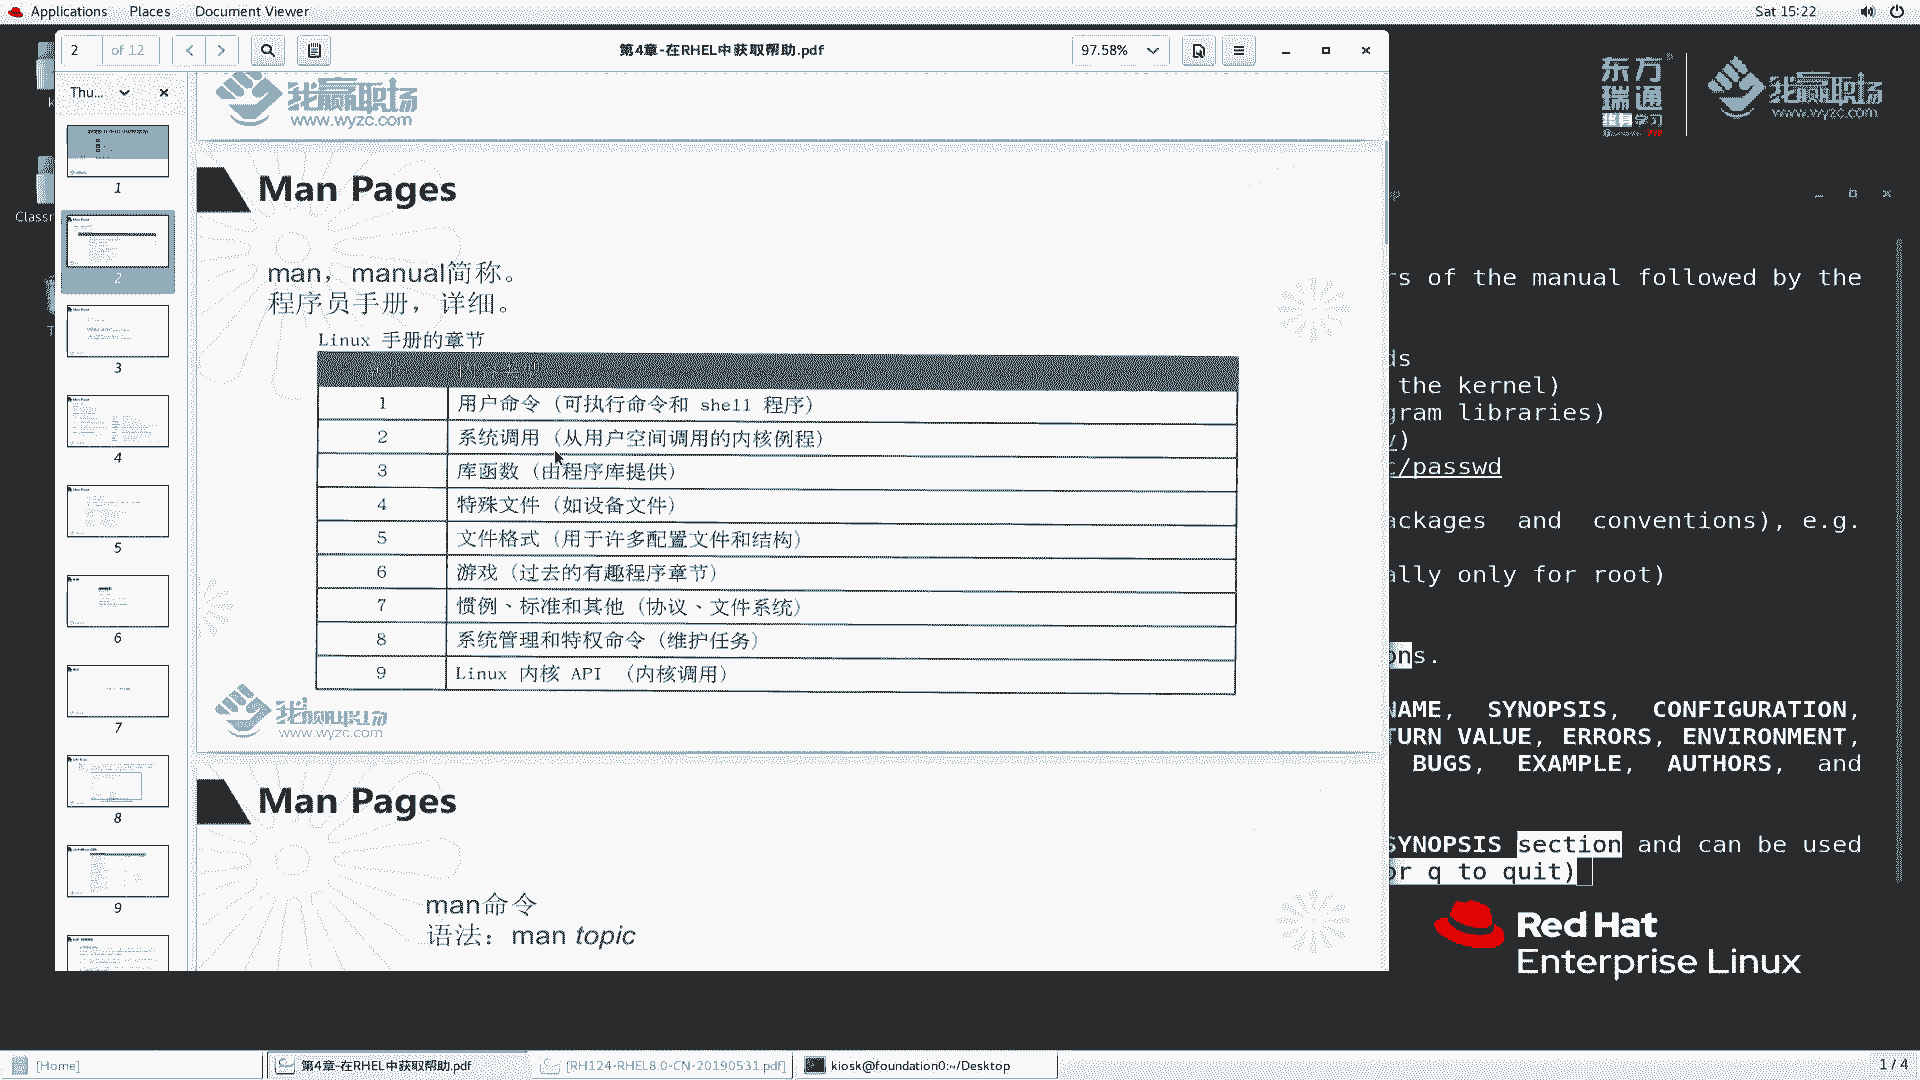 Applications Places Document Viewer Sat 15:22
2 of 12 第4章-在RHEL中获取帮助.pdf 97.58%
Thu...
1
2
3
4
5
6
7
8
9
我赢职场
www.wyzc.com
Man Pages
man，manual简称。
程序员手册，详细。
Linux 手册的章节
1 用户命令（可执行命令和 shell 程序）
2 系统调用（从用户空间调用的内核例程）
3 库函数（由程序库提供）
4 特殊文件（如设备文件）
5 文件格式（用于许多配置文件和结构）
6 游戏（过去的有趣程序章节）
7 惯例、标准和其他（协议、文件系统）
8 系统管理和特权命令（维护任务）
9 Linux 内核 API （内核调用）
我赢职场
www.wyzc.com
Man Pages
man命令
语法：man topic
Classr
东方
瑞通
终身学习
我赢职场
www.wyzc.com
rs of the manual followed by the
ds
the kernel)
gram libraries)
)
c/passwd
ackages and conventions), e.g.
ally only for root)
ons.
NAME, SYNOPSIS, CONFIGURATION,
TURN VALUE, ERRORS, ENVIRONMENT,
BUGS, EXAMPLE, AUTHORS, and
SYNOPSIS section and can be used
or q to quit)
Red Hat
Enterprise Linux
[Home] 第4章-在RHEL中获取帮助.pdf [RH124-RHEL8.0-CN-20190531.pdf] kiosk@foundation0:~/Desktop 1 / 4